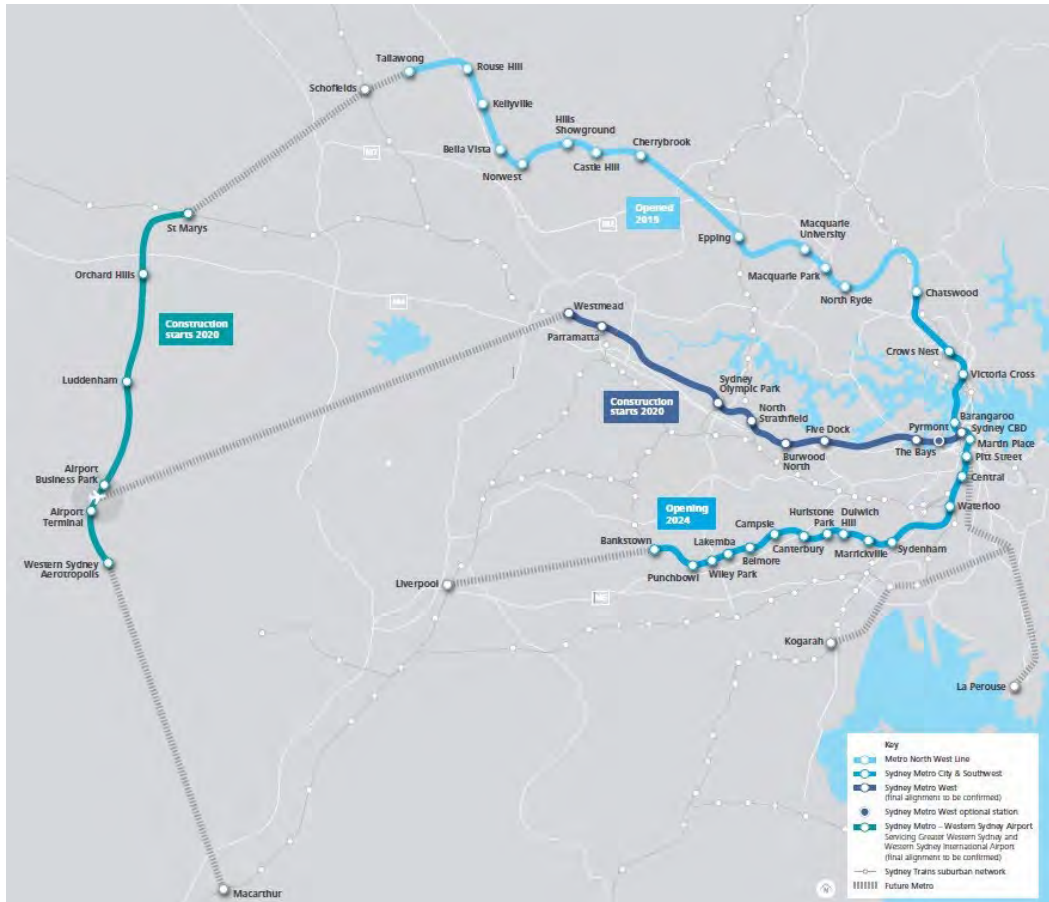 Tallawong
Rouse Hill
Schofields
Kellyville
Hills
Showground
Cherrybrook
Bella Vista
Norwest
Castle Hill
M7
St Marys
Opened
2019
M2
Epping
Macquarie
University
Macquarie Park
North Ryde
Chatswood
Orchard Hills
M4
Construction
starts 2020
Westmead
Parramatta
Crows Nest
Victoria Cross
Luddenham
Construction
starts 2020
Sydney
Olympic Park
North
Strathfield
Five Dock
Pyrmont
Barangaroo
Sydney CBD
Martin Place
Pitt Street
Burwood
North
The Bays
Central
Airport
Business Park
Airport
Terminal
Waterloo
Opening
2024
Bankstown
Punchbowl
Wiley Park
Lakemba
Belmore
Campsie
Canterbury
Hurlstone
Park
Dulwich
Hill
Marrickville
Sydenham
Western Sydney
Aerotropolis
Liverpool
M5
Kogarah
La Perouse
Macarthur
Key
Metro North West Line
Sydney Metro City & Southwest
Sydney Metro West
(final alignment to be confirmed)
Sydney Metro West optional station
Sydney Metro – Western Sydney Airport
Servicing Greater Western Sydney and
Western Sydney International Airport
(final alignment to be confirmed)
Sydney Trains suburban network
Future Metro
N